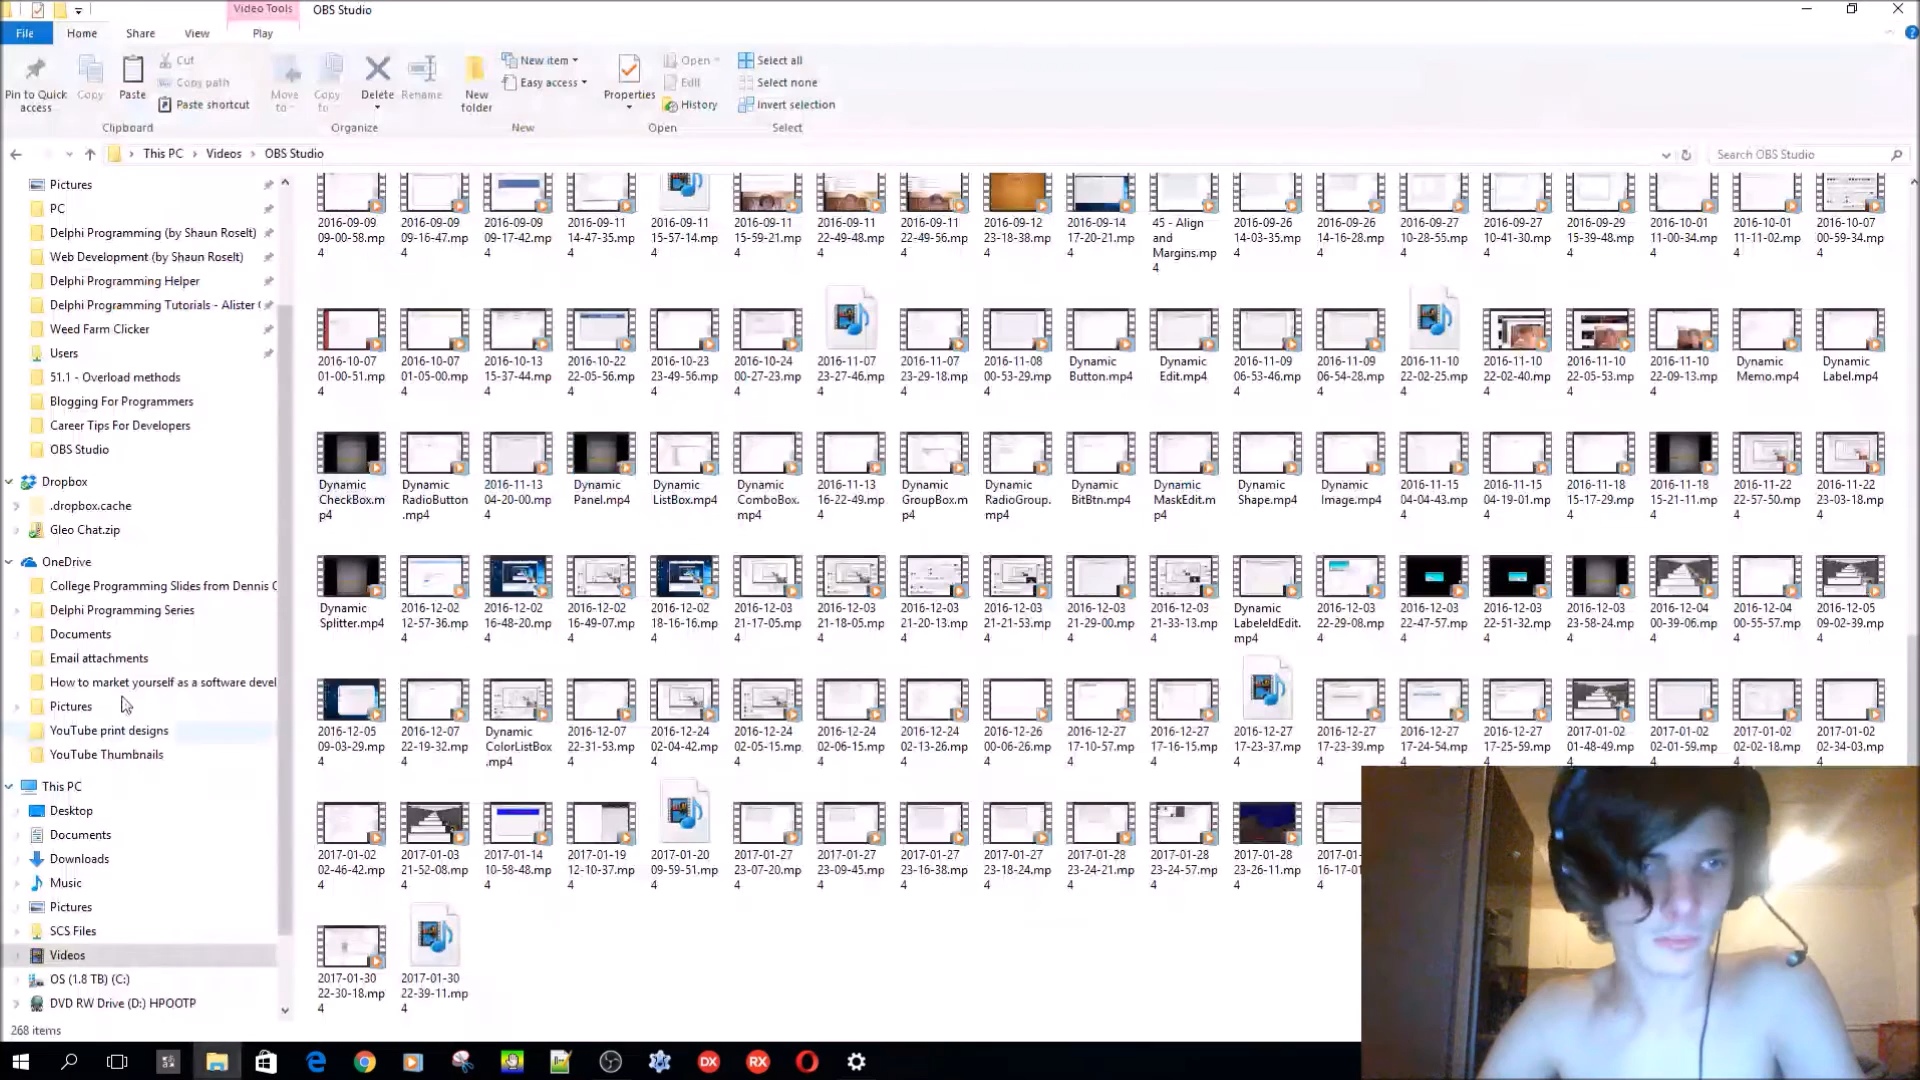 Video Tools
OBS Studio
File
Home
Share
View
Play
Pin to Quick access
Copy
Paste
Cut
Copy path
Paste shortcut
Clipboard
Move to
Copy to
Delete
Rename
Organize
New folder
New item
Easy access
New
Properties
Open
Edit
History
Open
Select all
Select none
Invert selection
Select
This PC > Videos > OBS Studio
Search OBS Studio
Pictures
PC
Delphi Programming (by Shaun Roselt)
Web Development (by Shaun Roselt)
Delphi Programming Helper
Delphi Programming Tutorials - Alister
Weed Farm Clicker
Users
51.1 - Overload methods
Blogging For Programmers
Career Tips For Developers
OBS Studio
Dropbox
.dropbox.cache
Gleo Chat.zip
OneDrive
College Programming Slides from Dennis
Delphi Programming Series
Documents
Email attachments
How to market yourself as a software devel
Pictures
YouTube print designs
YouTube Thumbnails
This PC
Desktop
Documents
Downloads
Music
Pictures
SCS Files
Videos
OS (1.8 TB) (C:)
DVD RW Drive (D:) HPOOTP
268 items
2016-09-09 09-00-58.mp4
2016-09-09 09-16-47.mp4
2016-09-09 09-17-42.mp4
2016-09-11 14-47-35.mp4
2016-09-11 15-57-14.mp4
2016-09-11 15-59-21.mp4
2016-09-11 22-49-48.mp4
2016-09-11 22-49-56.mp4
2016-09-12 23-18-38.mp4
2016-09-14 17-20-21.mp4
45 - Align and Margins.mp4
2016-09-26 14-03-35.mp4
2016-09-26 14-16-28.mp4
2016-09-27 10-28-55.mp4
2016-09-27 10-41-30.mp4
2016-09-29 15-39-48.mp4
2016-10-01 11-00-34.mp4
2016-10-01 11-11-02.mp4
2016-10-07 00-59-34.mp4
2016-10-07 01-00-51.mp4
2016-10-07 01-05-00.mp4
2016-10-13 15-37-44.mp4
2016-10-22 22-05-56.mp4
2016-10-23 23-49-56.mp4
2016-10-24 00-27-23.mp4
2016-11-07 23-27-46.mp4
2016-11-07 23-29-18.mp4
2016-11-08 00-53-29.mp4
Dynamic Button.mp4
Dynamic Edit.mp4
2016-11-09 06-53-46.mp4
2016-11-09 06-54-28.mp4
2016-11-10 22-02-25.mp4
2016-11-10 22-02-40.mp4
2016-11-10 22-05-53.mp4
2016-11-10 22-09-13.mp4
Dynamic Memo.mp4
Dynamic Label.mp4
Dynamic CheckBox.mp4
Dynamic RadioButton.mp4
2016-11-13 04-20-00.mp4
Dynamic Panel.mp4
Dynamic ListBox.mp4
Dynamic ComboBox.mp4
2016-11-13 16-22-49.mp4
Dynamic GroupBox.mp4
Dynamic RadioGroup.mp4
Dynamic BitBtn.mp4
Dynamic MaskEdit.mp4
Dynamic Shape.mp4
Dynamic Image.mp4
2016-11-15 04-04-43.mp4
2016-11-15 04-19-01.mp4
2016-11-18 15-17-29.mp4
2016-11-18 15-21-11.mp4
2016-11-22 22-57-50.mp4
2016-11-22 23-03-18.mp4
Dynamic Splitter.mp4
2016-12-02 12-57-36.mp4
2016-12-02 16-48-20.mp4
2016-12-02 16-49-07.mp4
2016-12-02 18-16-16.mp4
2016-12-03 21-17-05.mp4
2016-12-03 21-18-05.mp4
2016-12-03 21-20-13.mp4
2016-12-03 21-21-53.mp4
2016-12-03 21-29-00.mp4
2016-12-03 21-33-13.mp4
Dynamic LabeleldEdit.mp4
2016-12-03 22-29-08.mp4
2016-12-03 22-47-57.mp4
2016-12-03 22-51-32.mp4
2016-12-03 23-58-24.mp4
2016-12-04 00-39-06.mp4
2016-12-04 00-55-57.mp4
2016-12-05 09-02-39.mp4
2016-12-05 09-03-29.mp4
2016-12-07 22-19-32.mp4
Dynamic ColorListBox.mp4
2016-12-07 22-31-53.mp4
2016-12-24 02-04-42.mp4
2016-12-24 02-05-15.mp4
2016-12-24 02-06-15.mp4
2016-12-24 02-13-26.mp4
2016-12-26 00-06-26.mp4
2016-12-27 17-10-57.mp4
2016-12-27 17-16-15.mp4
2016-12-27 17-23-37.mp4
2016-12-27 17-23-39.mp
2016-12-27 17-24-54.mp
2016-12-27 17-25-59.mp
2017-01-02 01-48-49.mp
2017-01-02 02-01-59.mp
2017-01-02 02-02-18.mp
2017-01-02 02-34-03.mp
2017-01-02 02-46-42.mp4
2017-01-03 21-52-08.mp4
2017-01-14 10-58-48.mp4
2017-01-19 12-10-37.mp4
2017-01-20 09-59-51.mp4
2017-01-27 23-07-20.mp4
2017-01-27 23-09-45.mp4
2017-01-27 23-16-38.mp4
2017-01-27 23-18-24.mp4
2017-01-28 23-24-21.mp4
2017-01-28 23-24-57.mp4
2017-01-28 23-26-11.mp4
2017-01-30 22-30-18.mp4
2017-01-30 22-39-11.mp4
DX
RX